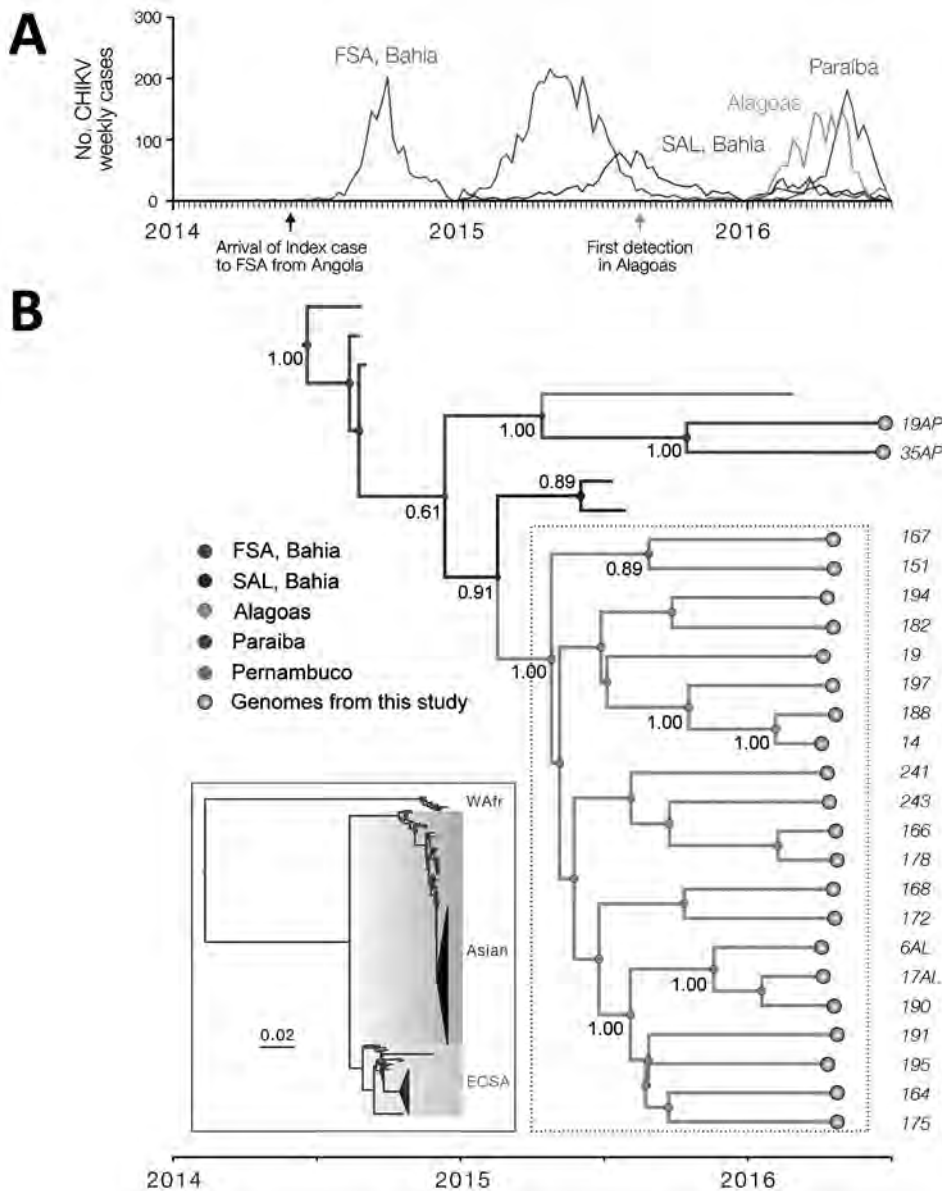 A
300
200
100
0
No. CHIKV
weekly cases
FSA, Bahia
SAL, Bahia
Alagoas
Paraíba
2014
2015
2016
Arrival of Index case
to FSA from Angola
First detection
in Alagoas
B
1.00
1.00
19AP
1.00
35AP
0.89
0.61
167
FSA, Bahia
0.89
151
SAL, Bahia
0.91
194
Alagoas
182
Paraiba
1.00
19
Pernambuco
197
Genomes from this study
1.00
188
1.00
14
241
WAfr
243
166
178
168
172
Asian
6AL
1.00
17AL
190
0.02
1.00
191
195
ECSA
164
175
2014
2015
2016